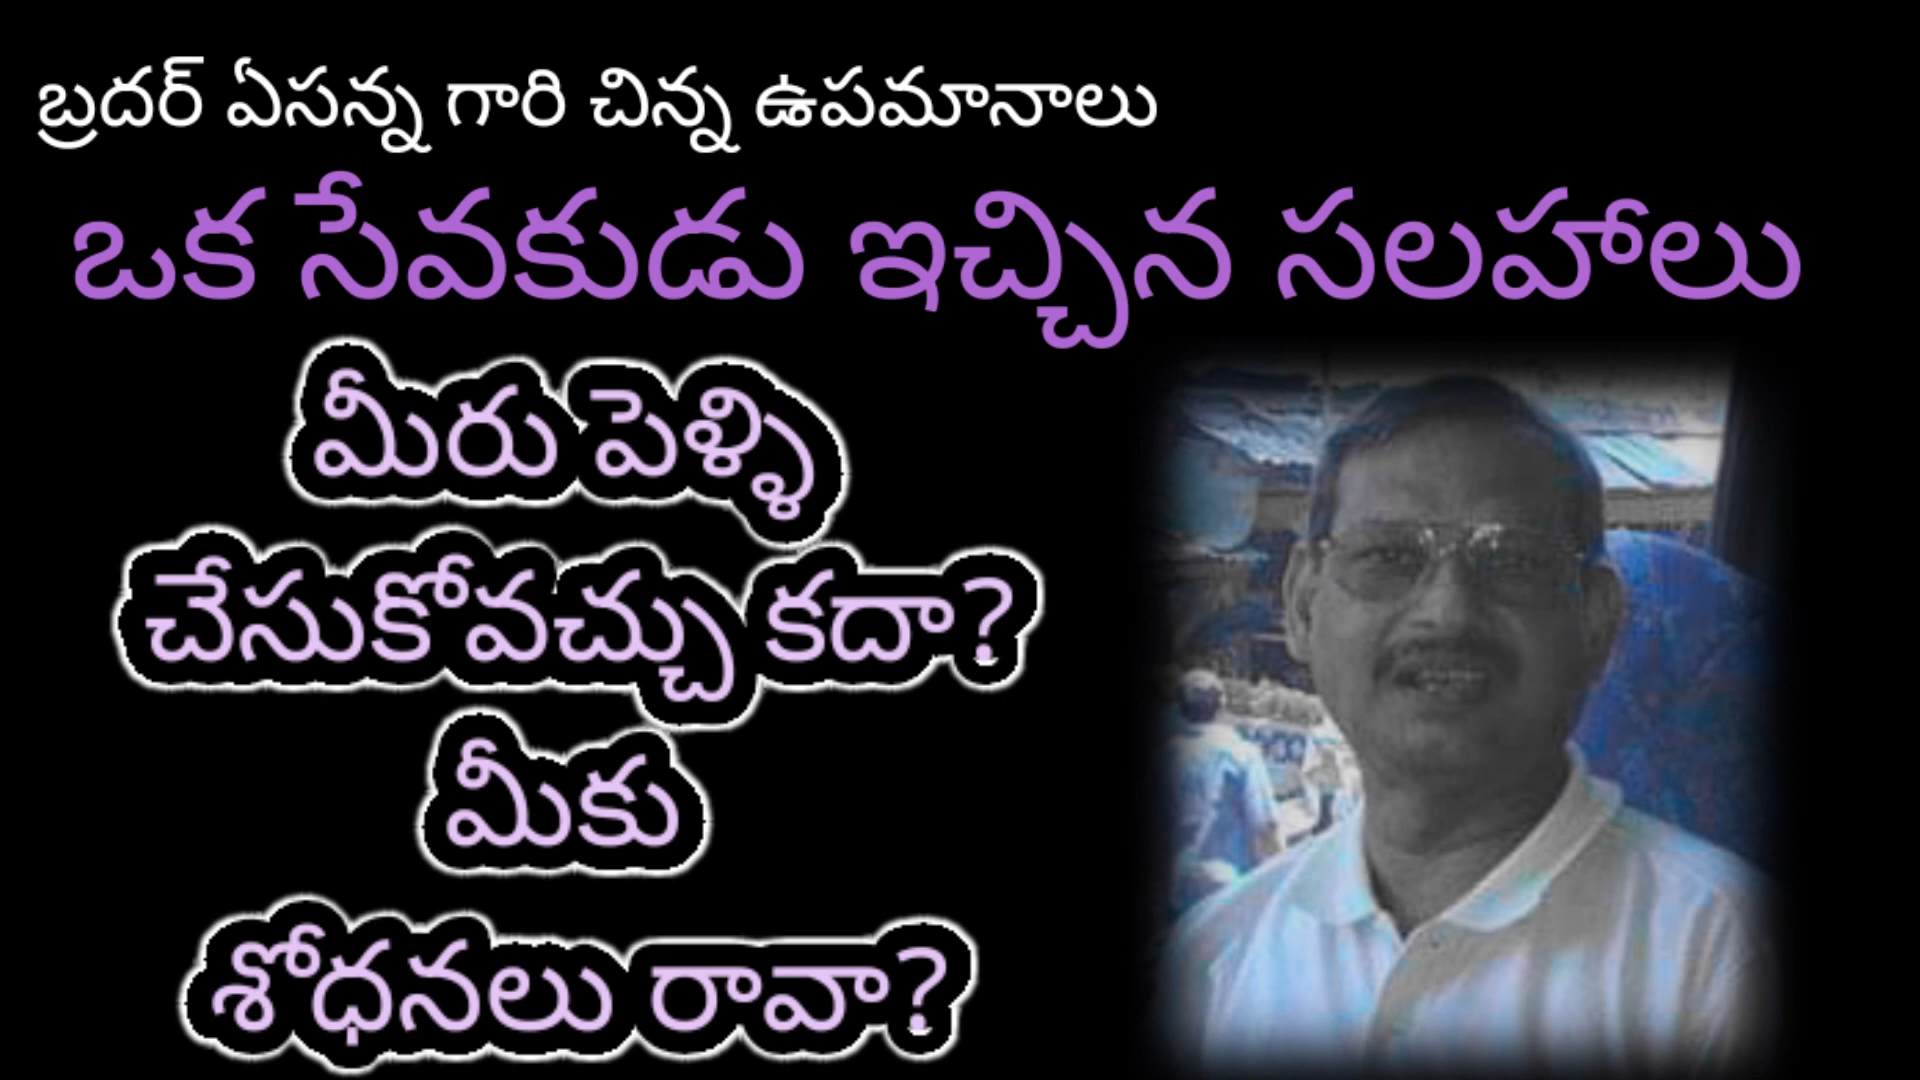 బ్రదర్ ఏసన్న గారి చిన్న ఉపమానాలు
ఒక సేవకుడు ఇచ్చిన సలహాలు
మీరు పెళ్ళి
చేసుకోవచ్చు కదా?
మీకు
శోధనలు రావా?